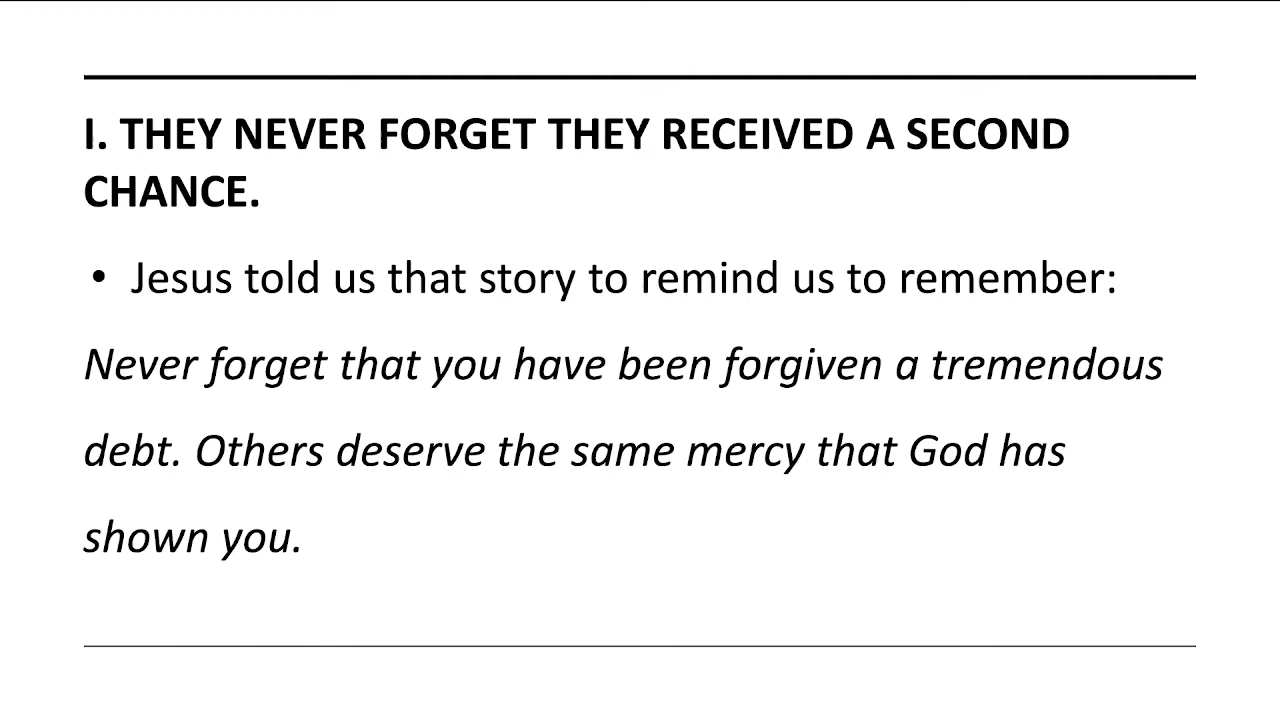 I. THEY NEVER FORGET THEY RECEIVED A SECOND
CHANCE.
• Jesus told us that story to remind us to remember:
Never forget that you have been forgiven a tremendous
debt. Others deserve the same mercy that God has
shown you.